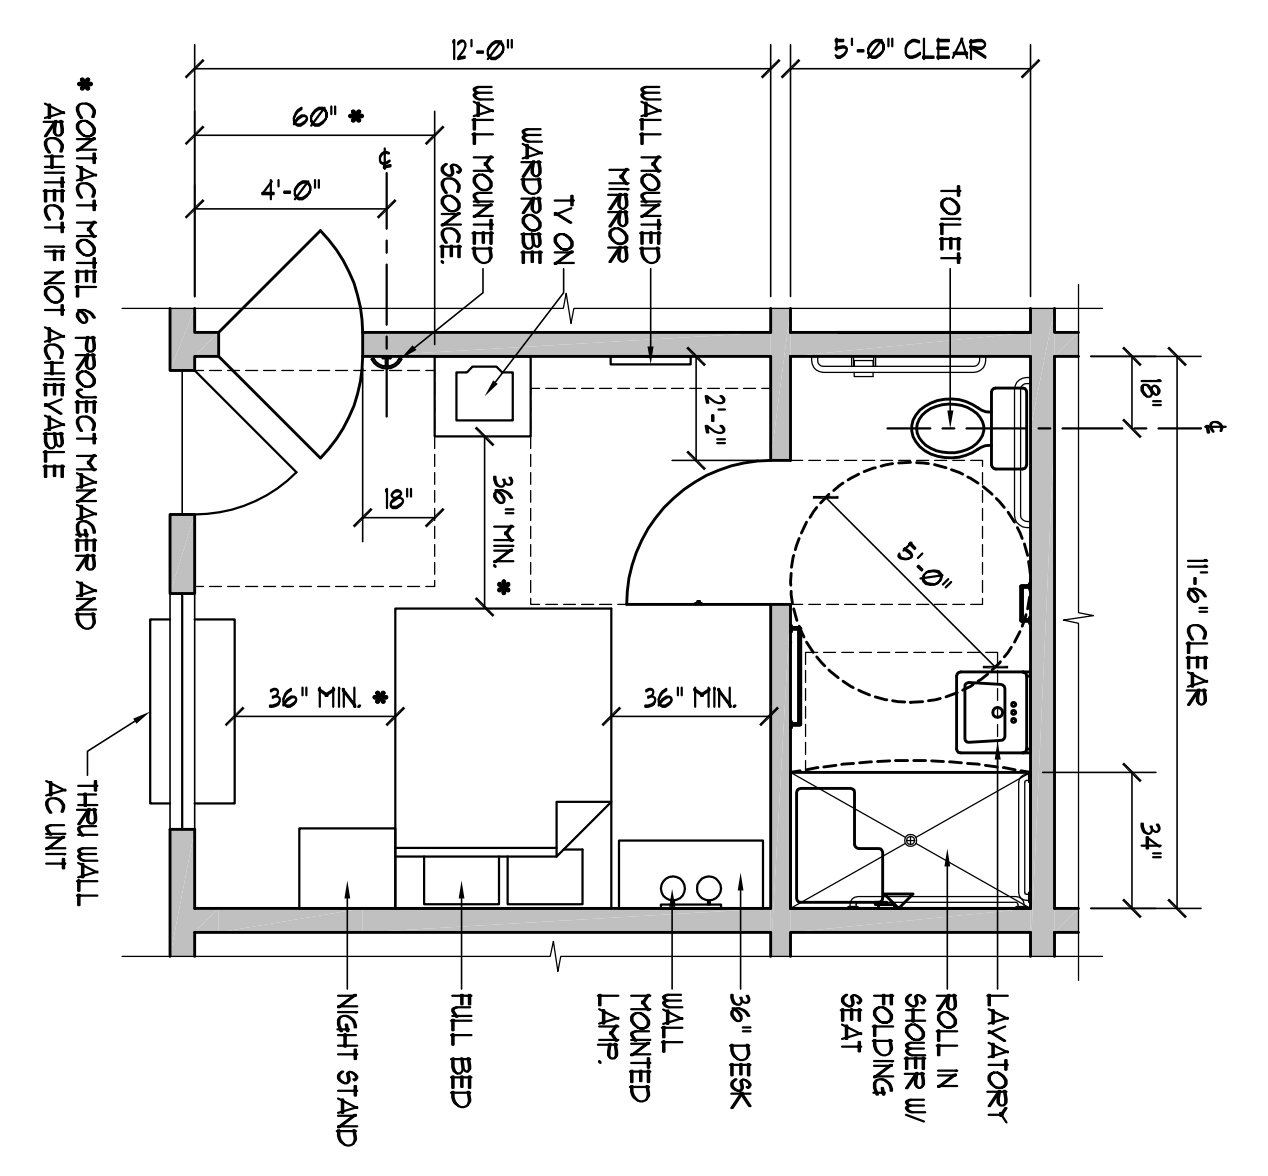 12'-0"
5'-0" CLEAR
60" *
4'-0"
℄
WALL MOUNTED
SCONCE.
TV ON
WARDROBE
WALL MOUNTED
MIRROR
TOILET
* CONTACT MOTEL 6 PROJECT MANAGER AND
ARCHITECT IF NOT ACHIEVABLE
18"
℄
11'-6" CLEAR
2'-2"
36" MIN. *
18"
5'-0"
36" MIN. *
36" MIN.
34"
THRU WALL
AC UNIT
NIGHT STAND
FULL BED
WALL
MOUNTED
LAMP.
36" DESK
ROLL IN
SHOWER W/
FOLDING
SEAT
LAVATORY